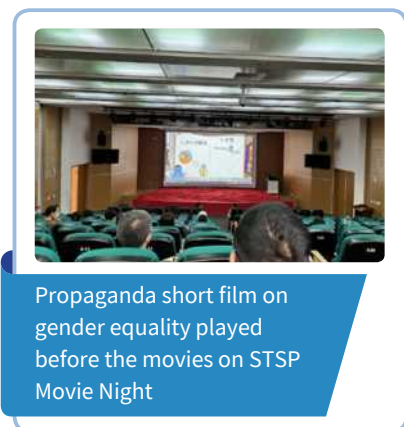 Propaganda short film on
gender equality played
before the movies on STSP
Movie Night